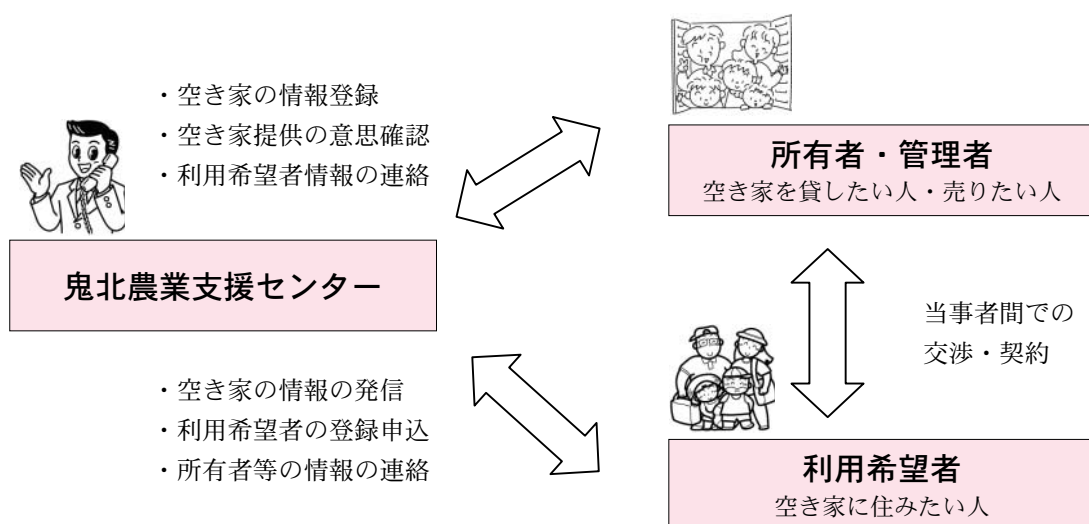 ・空き家の情報登録
・空き家提供の意思確認
・利用希望者情報の連絡
所有者・管理者
空き家を貸したい人・売りたい人
鬼北農業支援センター
当事者間での
交渉・契約
・空き家の情報の発信
・利用希望者の登録申込
・所有者等の情報の連絡
利用希望者
空き家に住みたい人